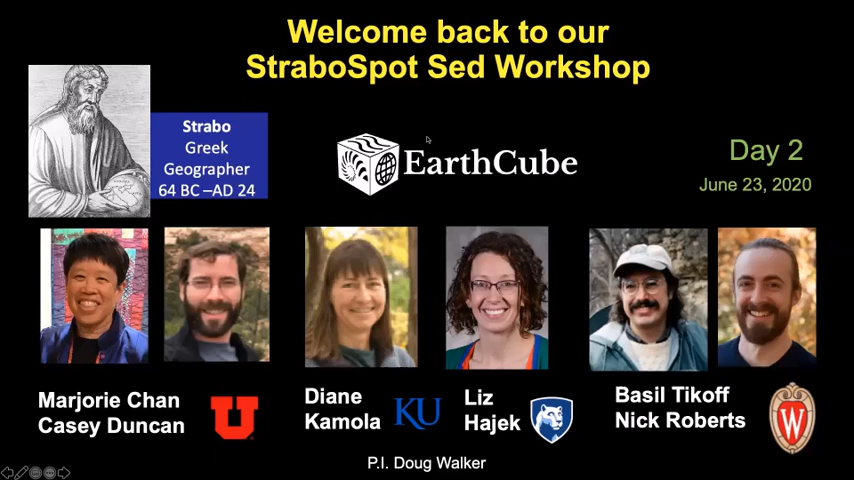 Welcome back to our
StraboSpot Sed Workshop
Strabo
Greek
Geographer
64 BC –AD 24
EarthCube
Day 2
June 23, 2020
Marjorie Chan
Casey Duncan
U
Diane
Kamola
KU
Liz
Hajek
Basil Tikoff
Nick Roberts
W
P.I. Doug Walker